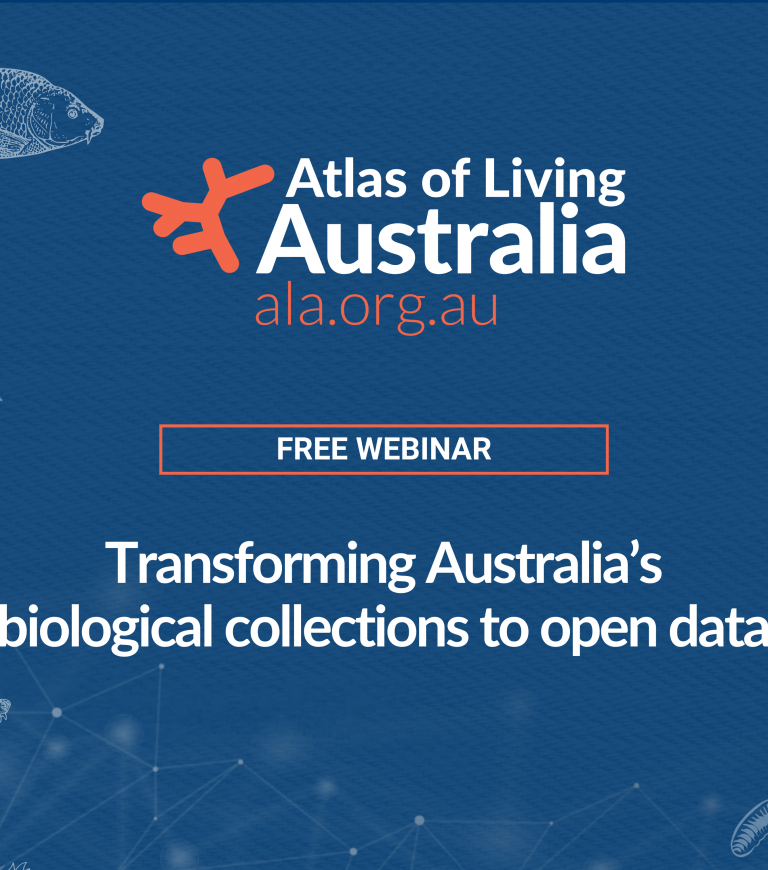 Atlas of Living
Australia
ala.org.au
FREE WEBINAR
Transforming Australia’s
biological collections to open data